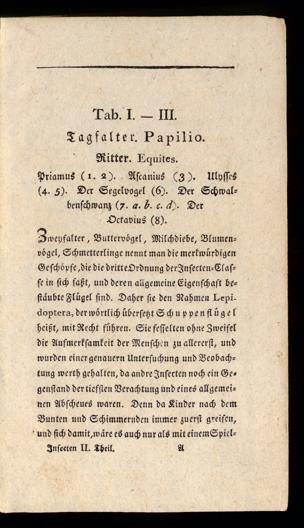 Tab. I. — III.
Tagfalter. Papilio.
Ritter. Equites.
Priamus (1. 2). Ascanius (3). Ulysses
(4. 5). Der Segelvogel (6). Der Schwal-
benschwanz (7. a. b. c. d). Der
Octavius (8).
Zweyfalter, Buttervögel, Milchdiebe, Blumen-
vögel, Schmetterlinge nennt man die merkwürdigen
Geschöpfe, die die dritte Ordnung der Insecten-Clas-
se in sich faßt, und deren allgemeine Eigenschaft be-
stäubte Flügel sind. Daher sie den Nahmen Lepi-
doptera, der wörtlich übersetzt Schuppenflügel
heißt, mit Recht führen. Sie fesselten ohne Zweifel
die Aufmerksamkeit der Menschen zu allererst, und
wurden einer genauern Untersuchung und Beobach-
tung werth gehalten, da andre Insecten noch ein Ge-
genstand der tiefsten Verachtung und eines allgemei-
nen Abscheues waren. Denn da Kinder nach dem
Bunten und Schimmernden immer zuerst greifen,
und sich damit, wäre es auch nur als mit einem Spiel-
Insecten II. Theil. A